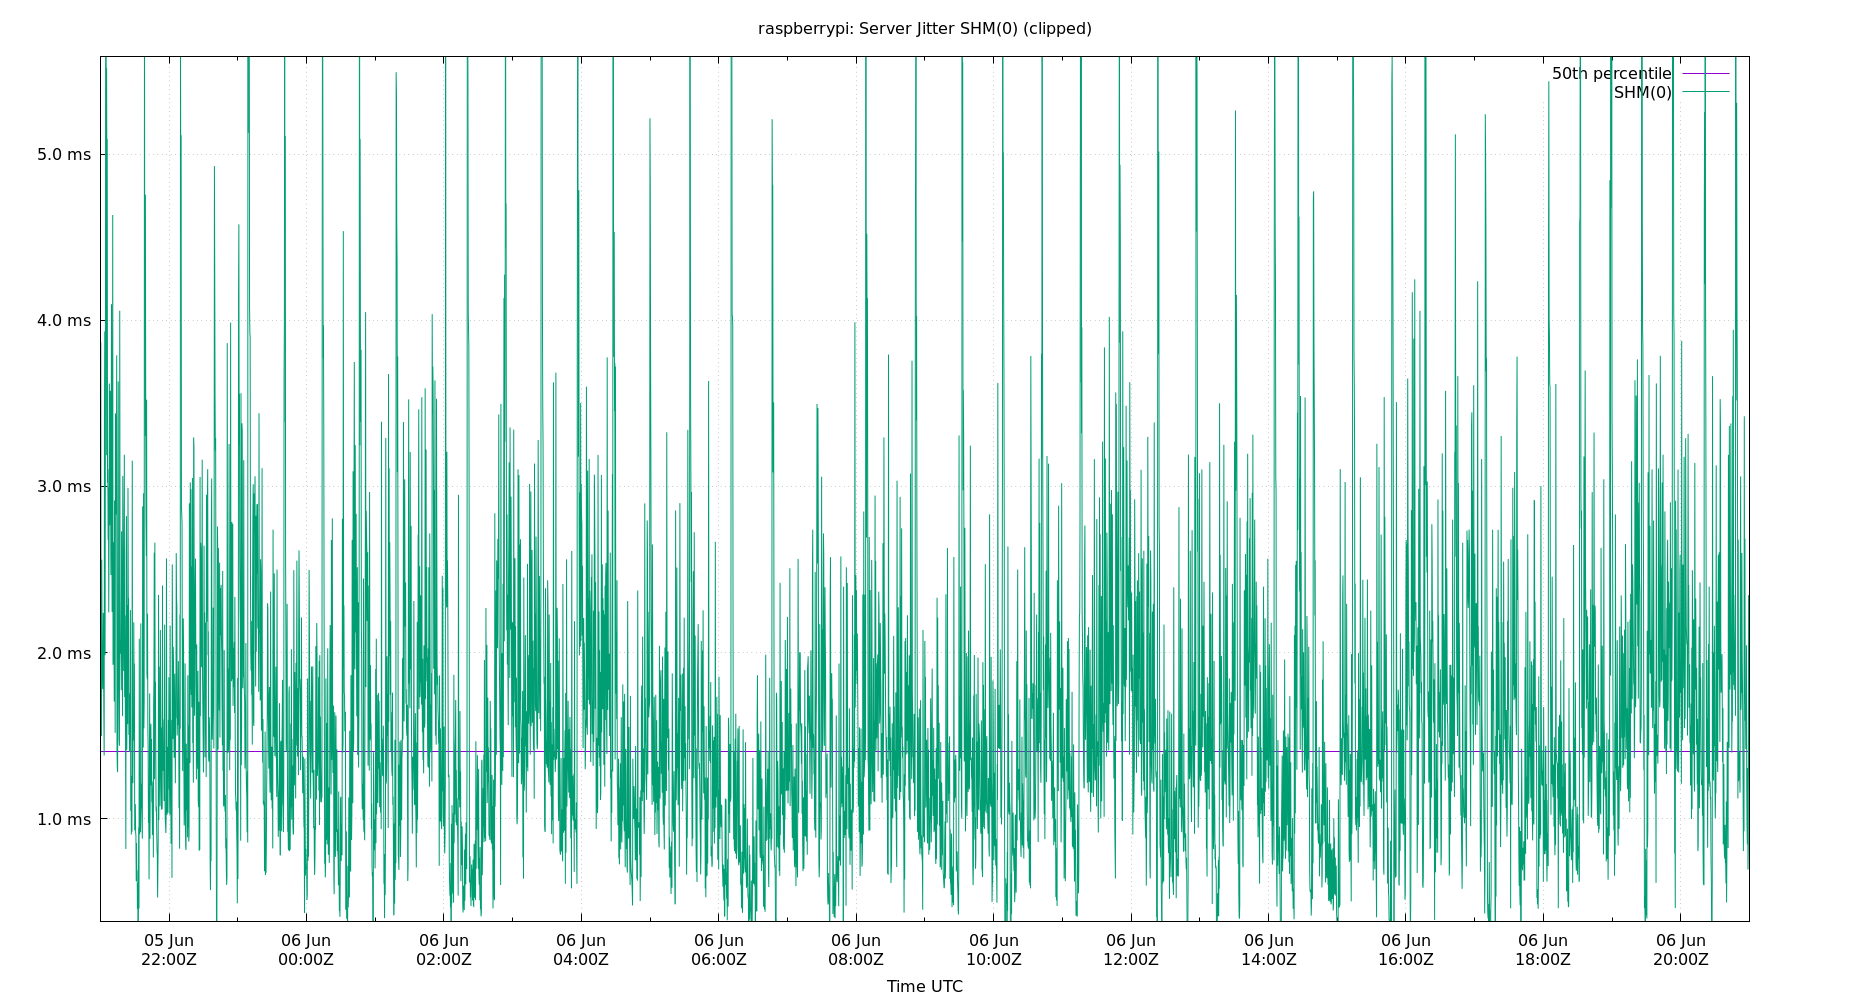 raspberrypi: Server Jitter SHM(0) (clipped)
50th percentile
SHM(0)
5.0 ms
4.0 ms
3.0 ms
2.0 ms
1.0 ms
05 Jun 06 Jun 06 Jun 06 Jun 06 Jun 06 Jun 06 Jun 06 Jun 06 Jun 06 Jun 06 Jun 06 Jun
22:00Z 00:00Z 02:00Z 04:00Z 06:00Z 08:00Z 10:00Z 12:00Z 14:00Z 16:00Z 18:00Z 20:00Z
Time UTC